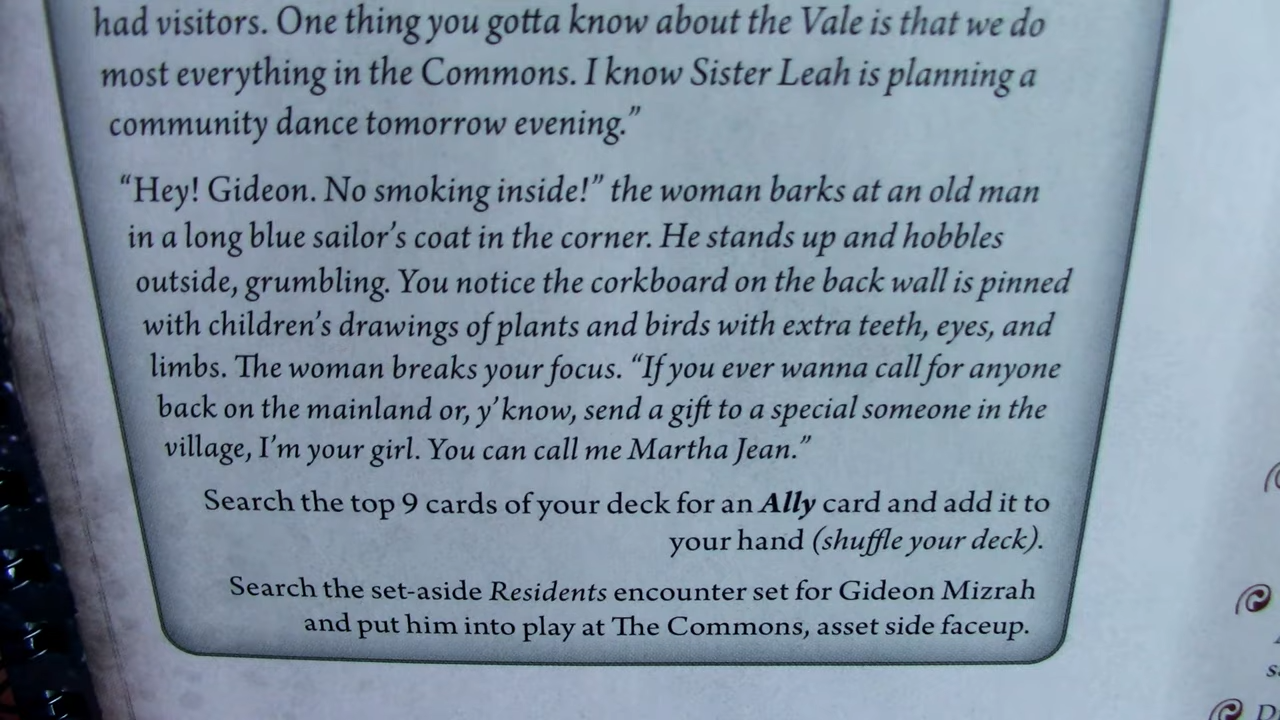 had visitors. One thing you gotta know about the Vale is that we do
most everything in the Commons. I know Sister Leah is planning a
community dance tomorrow evening.”
“Hey! Gideon. No smoking inside!” the woman barks at an old man
in a long blue sailor’s coat in the corner. He stands up and hobbles
outside, grumbling. You notice the corkboard on the back wall is pinned
with children’s drawings of plants and birds with extra teeth, eyes, and
limbs. The woman breaks your focus. “If you ever wanna call for anyone
back on the mainland or, y’know, send a gift to a special someone in the
village, I’m your girl. You can call me Martha Jean.”
Search the top 9 cards of your deck for an Ally card and add it to
your hand (shuffle your deck).
Search the set-aside Residents encounter set for Gideon Mizrah
and put him into play at The Commons, asset side faceup.